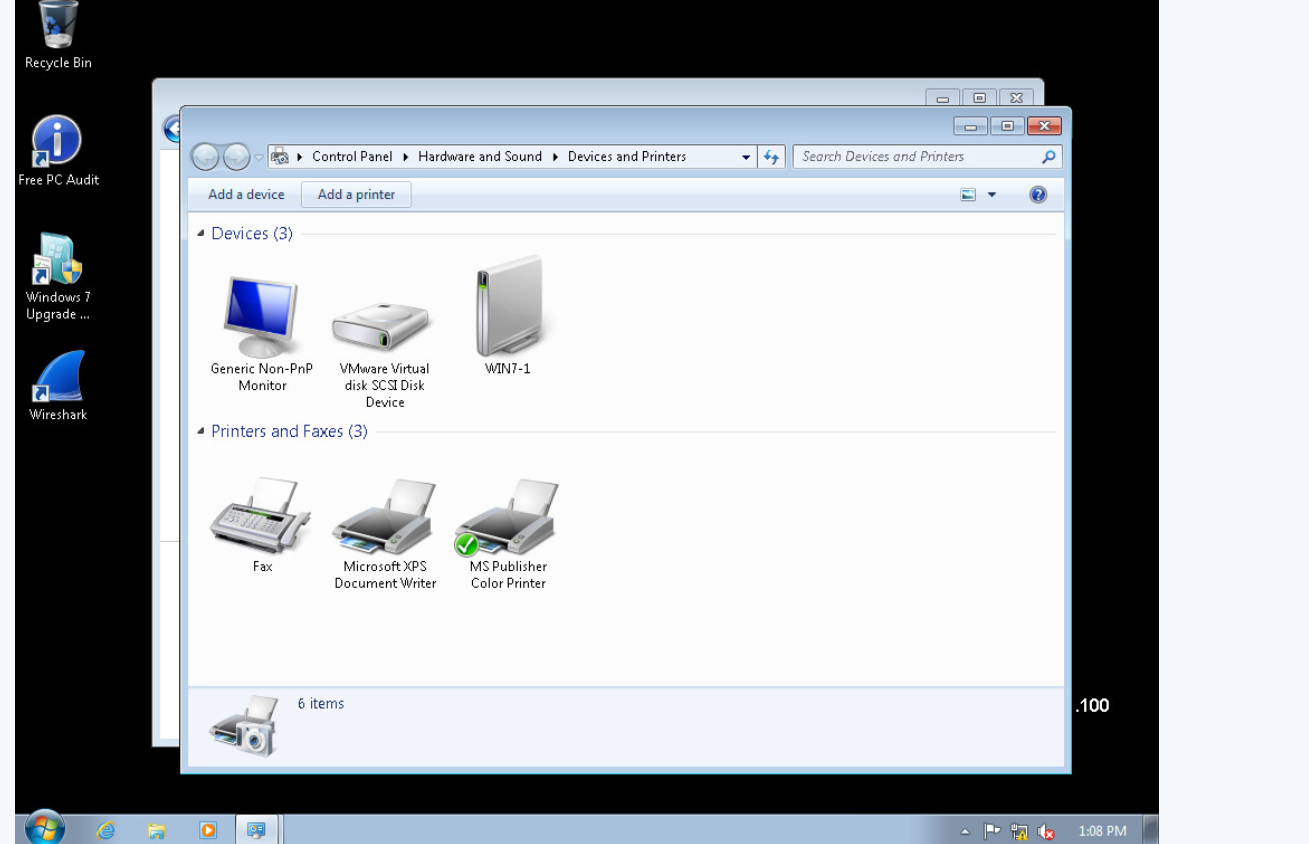 Recycle Bin
Free PC Audit
Windows 7
Upgrade ...
Wireshark
Control Panel Hardware and Sound Devices and Printers
Search Devices and Printers
Add a device Add a printer
Devices (3)
Generic Non-PnP
Monitor
VMware Virtual
disk SCSI Disk
Device
WIN7-1
Printers and Faxes (3)
Fax
Microsoft XPS
Document Writer
MS Publisher
Color Printer
6 items
.100
1:08 PM